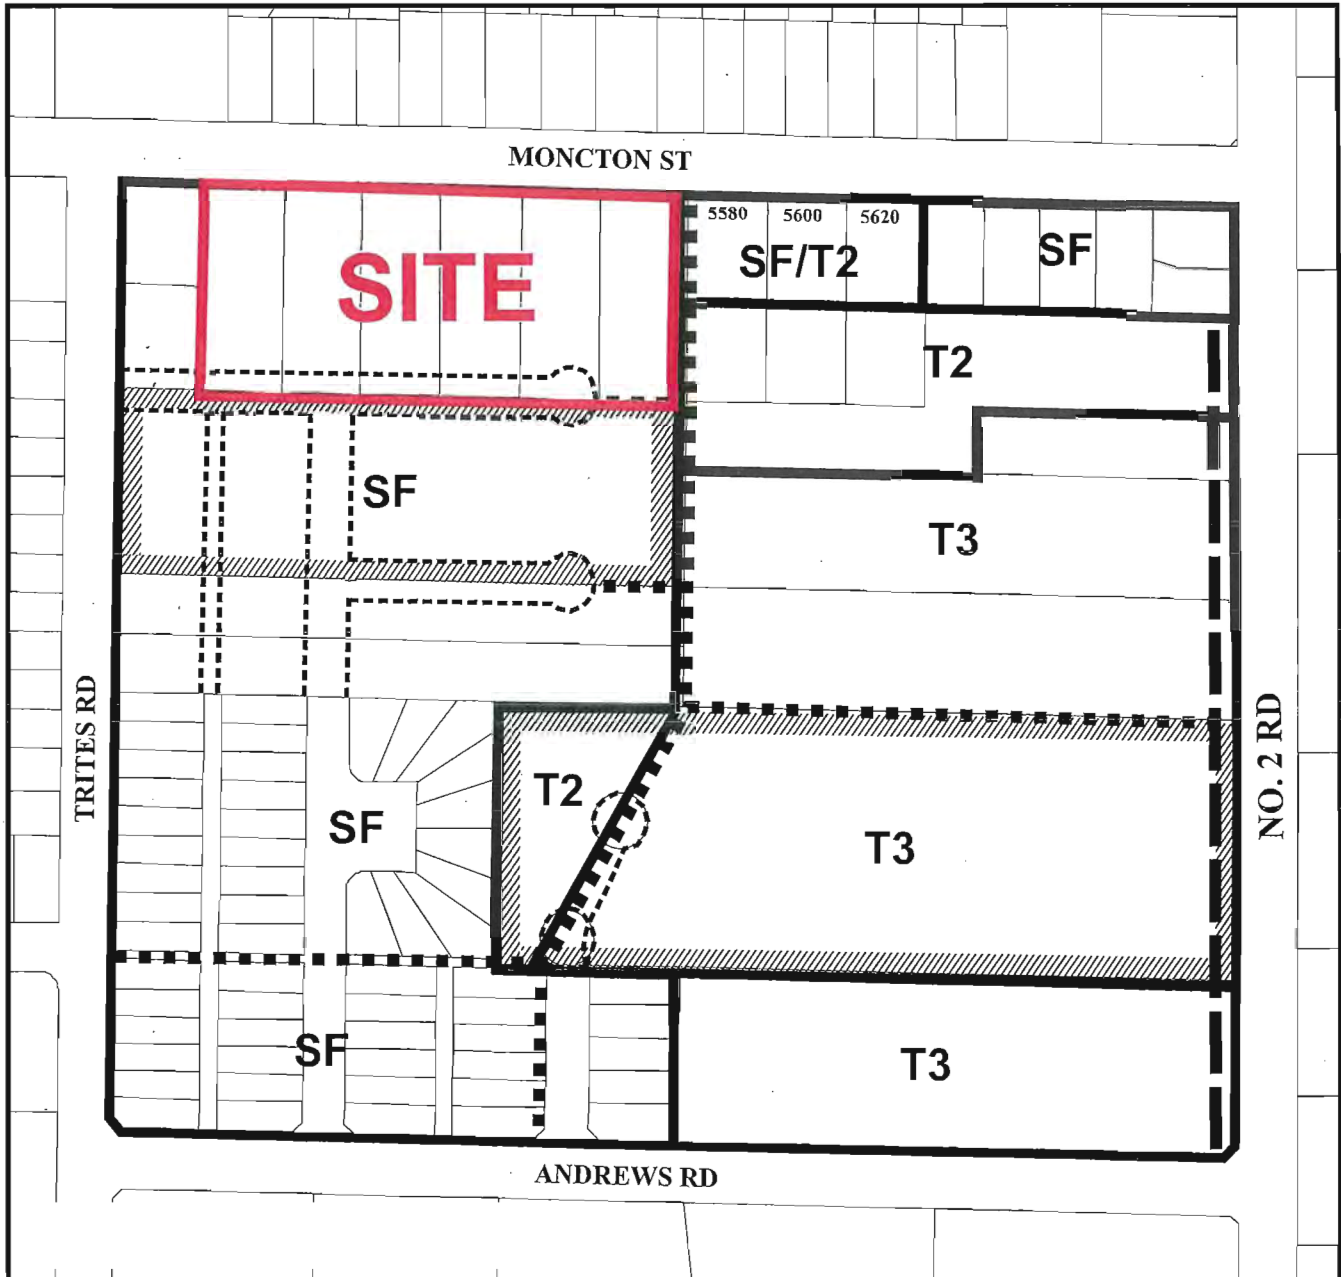 MONCTON ST
5580 5600 5620
SITE
SF/T2
SF
T2
SF
T3
TRITES RD
NO. 2 RD
T2
SF
T3
SF
T3
ANDREWS RD